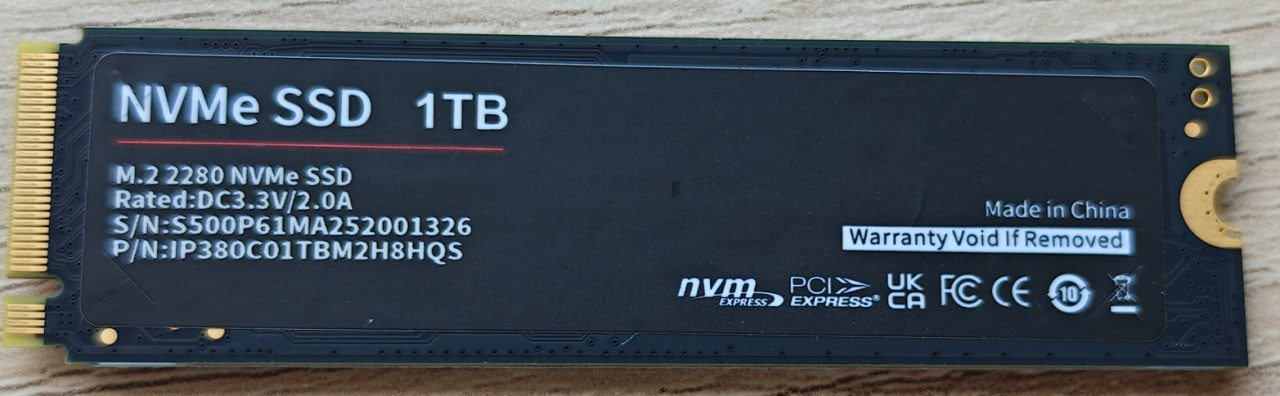 NVMe SSD 1TB
M.2 2280 NVMe SSD
Rated:DC3.3V/2.0A
S/N:S500P61MA252001326
P/N:IP380C01TBM2H8HQS
Made in China
Warranty Void If Removed
nvm EXPRESS PCI EXPRESS® UK CA FC CE 10